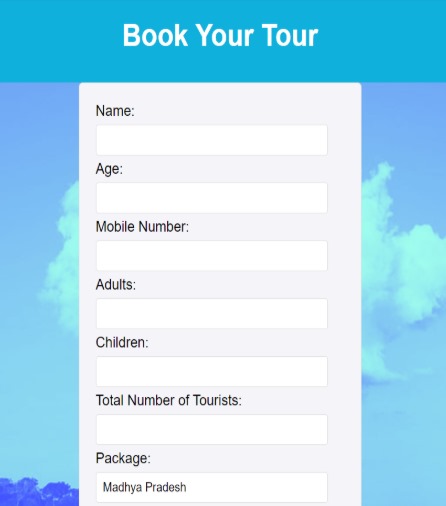 Book Your Tour
Name:
Age:
Mobile Number:
Adults:
Children:
Total Number of Tourists:
Package:
Madhya Pradesh